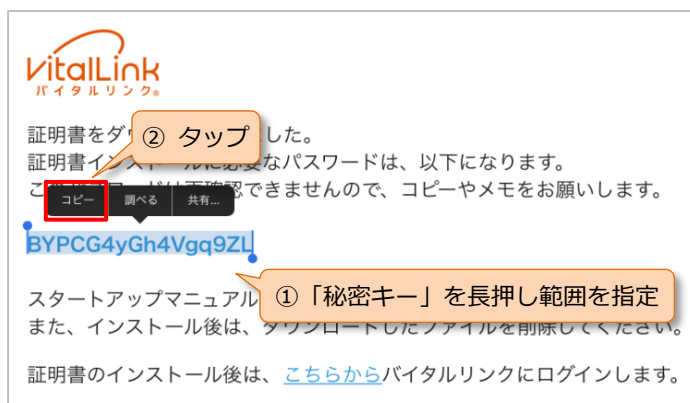 VitalLink
バイタルリンク®
証明書をダ
した。
② タップ
証明書インストールに必要なパスワードは、以下になります。
こ
確認できませんので、コピーやメモをお願いします。
コピー 調べる 共有...
BYPCG4yGh4Vgq9ZL
①「秘密キー」を長押し範囲を指定
スタートアップマニュアル
また、インストール後は、ダウンロードしたファイルを削除してください。
証明書のインストール後は、こちらからバイタルリンクにログインします。